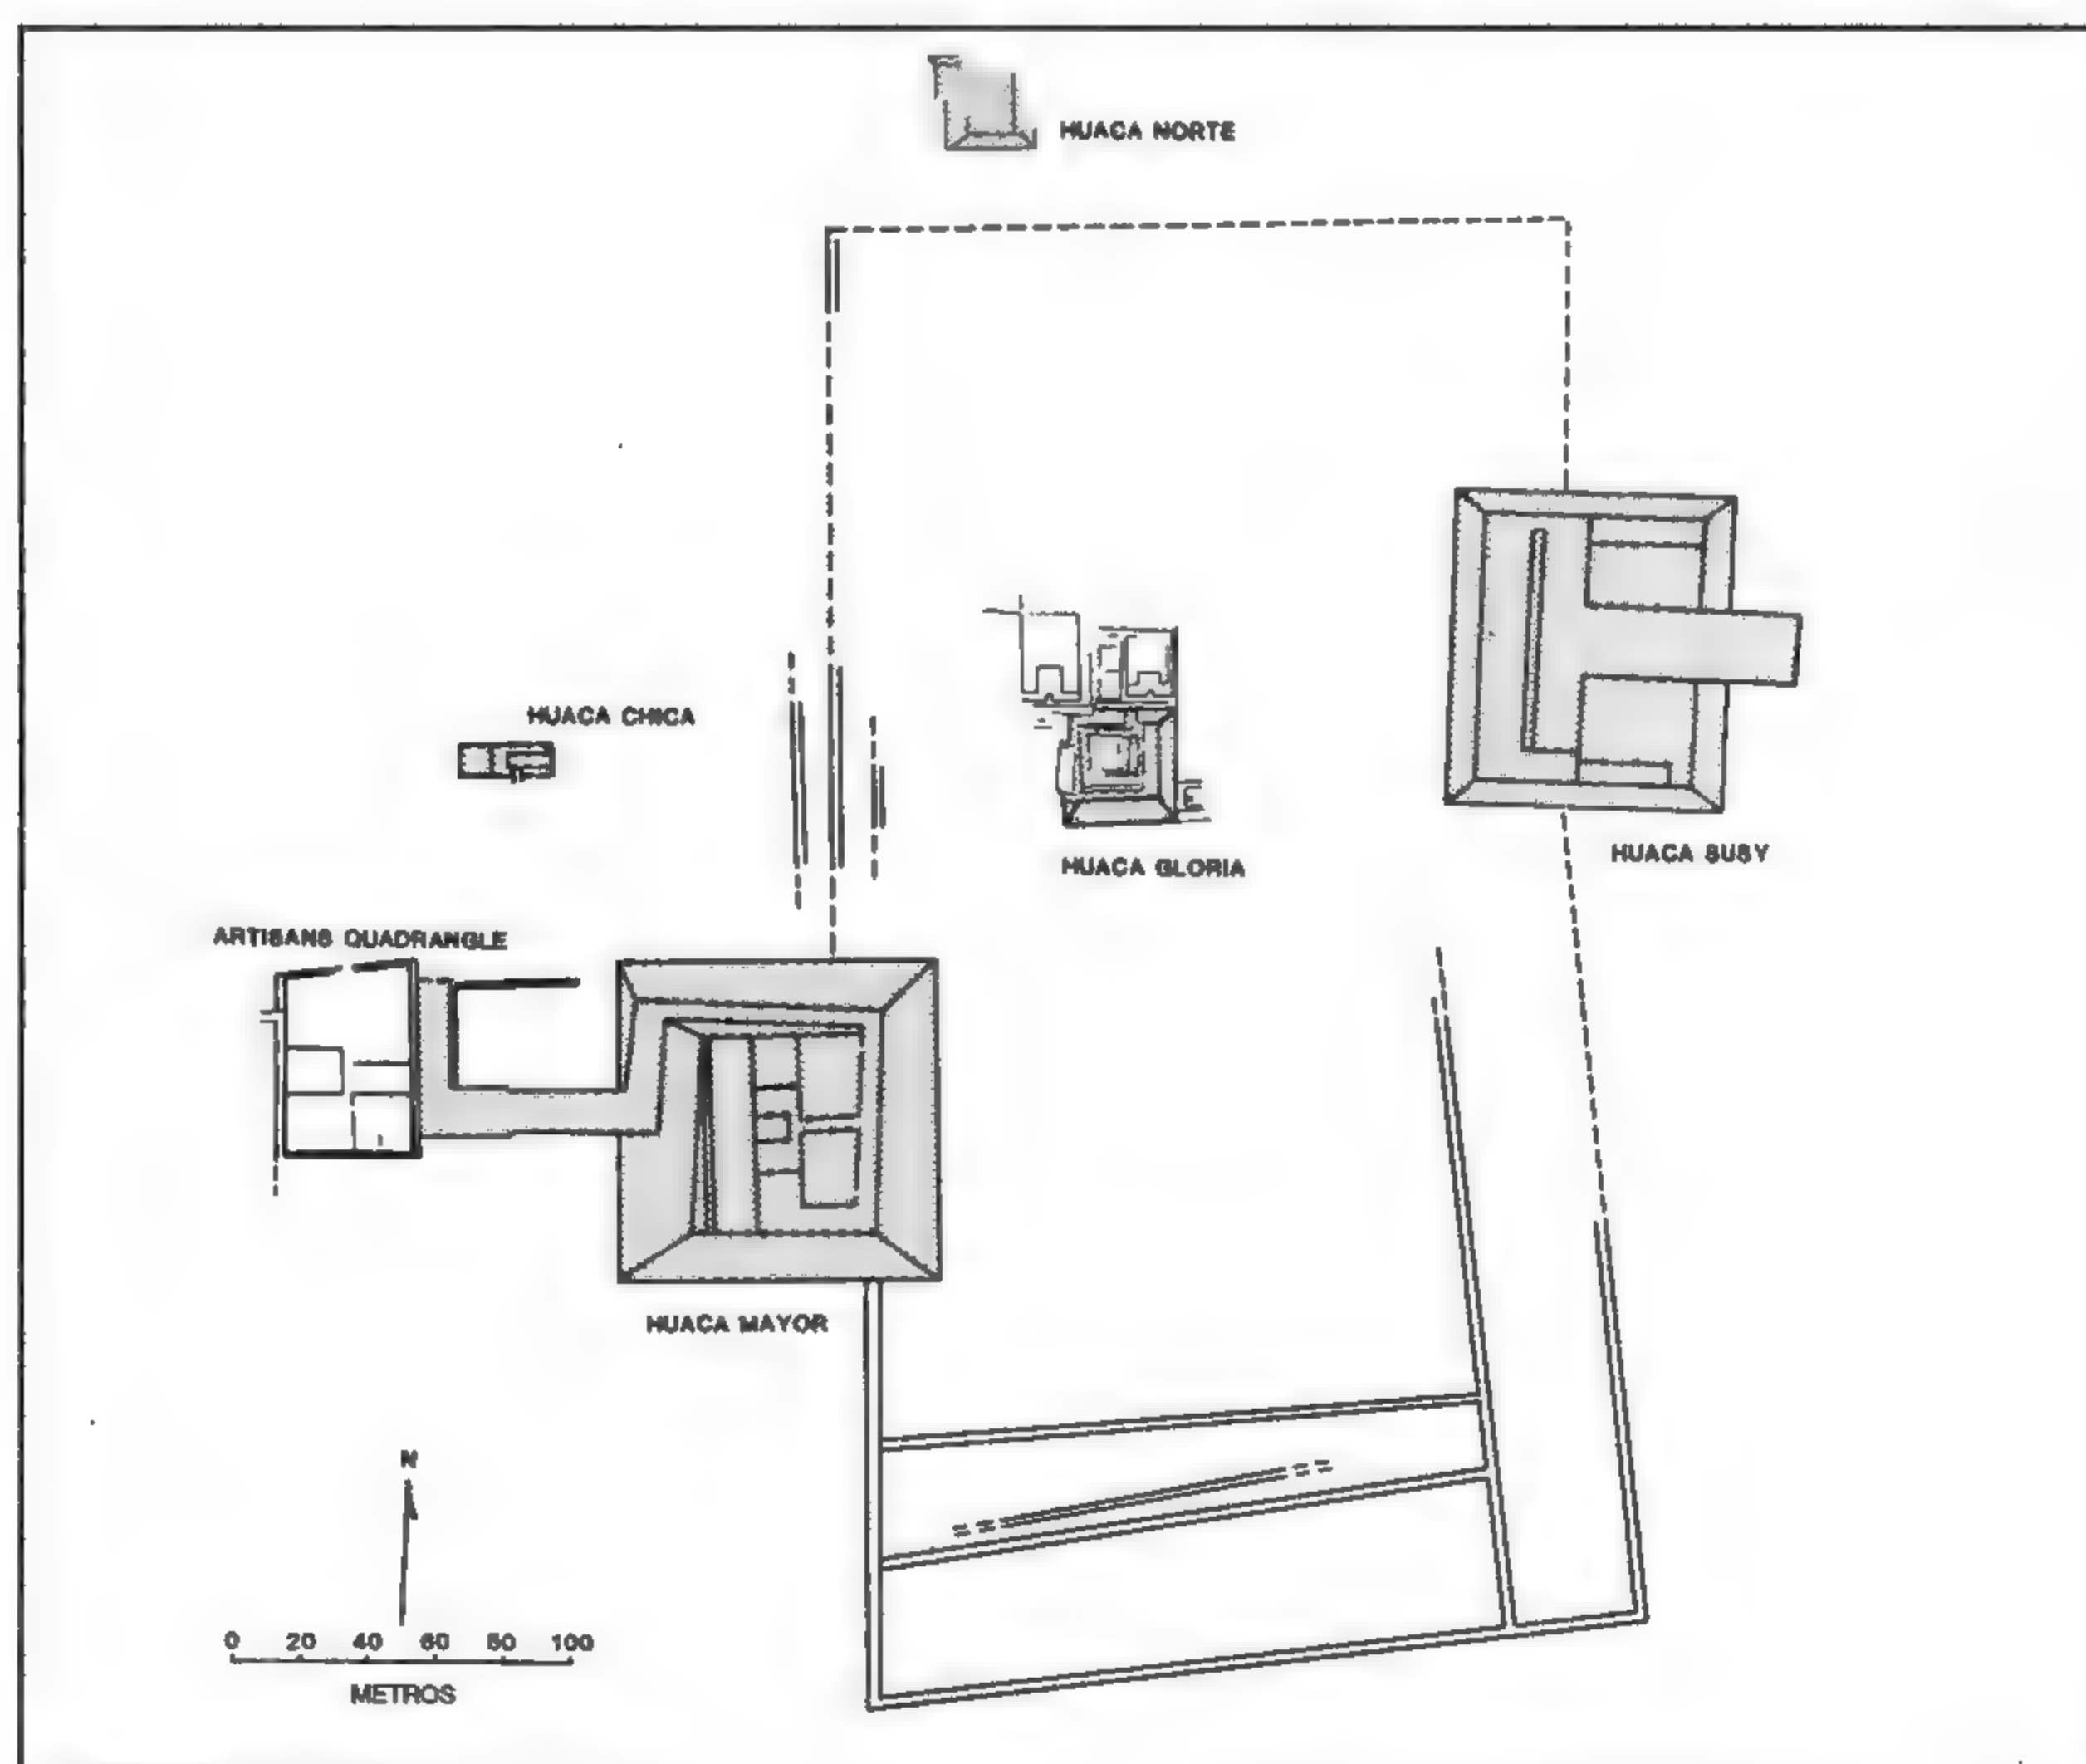 HUACA NORTE
HUACA CHICA
HUACA GLORIA
HUACA SUSY
ARTISANS QUADRANGLE
HUACA MAYOR
N
0 20 40 60 80 100
METROS